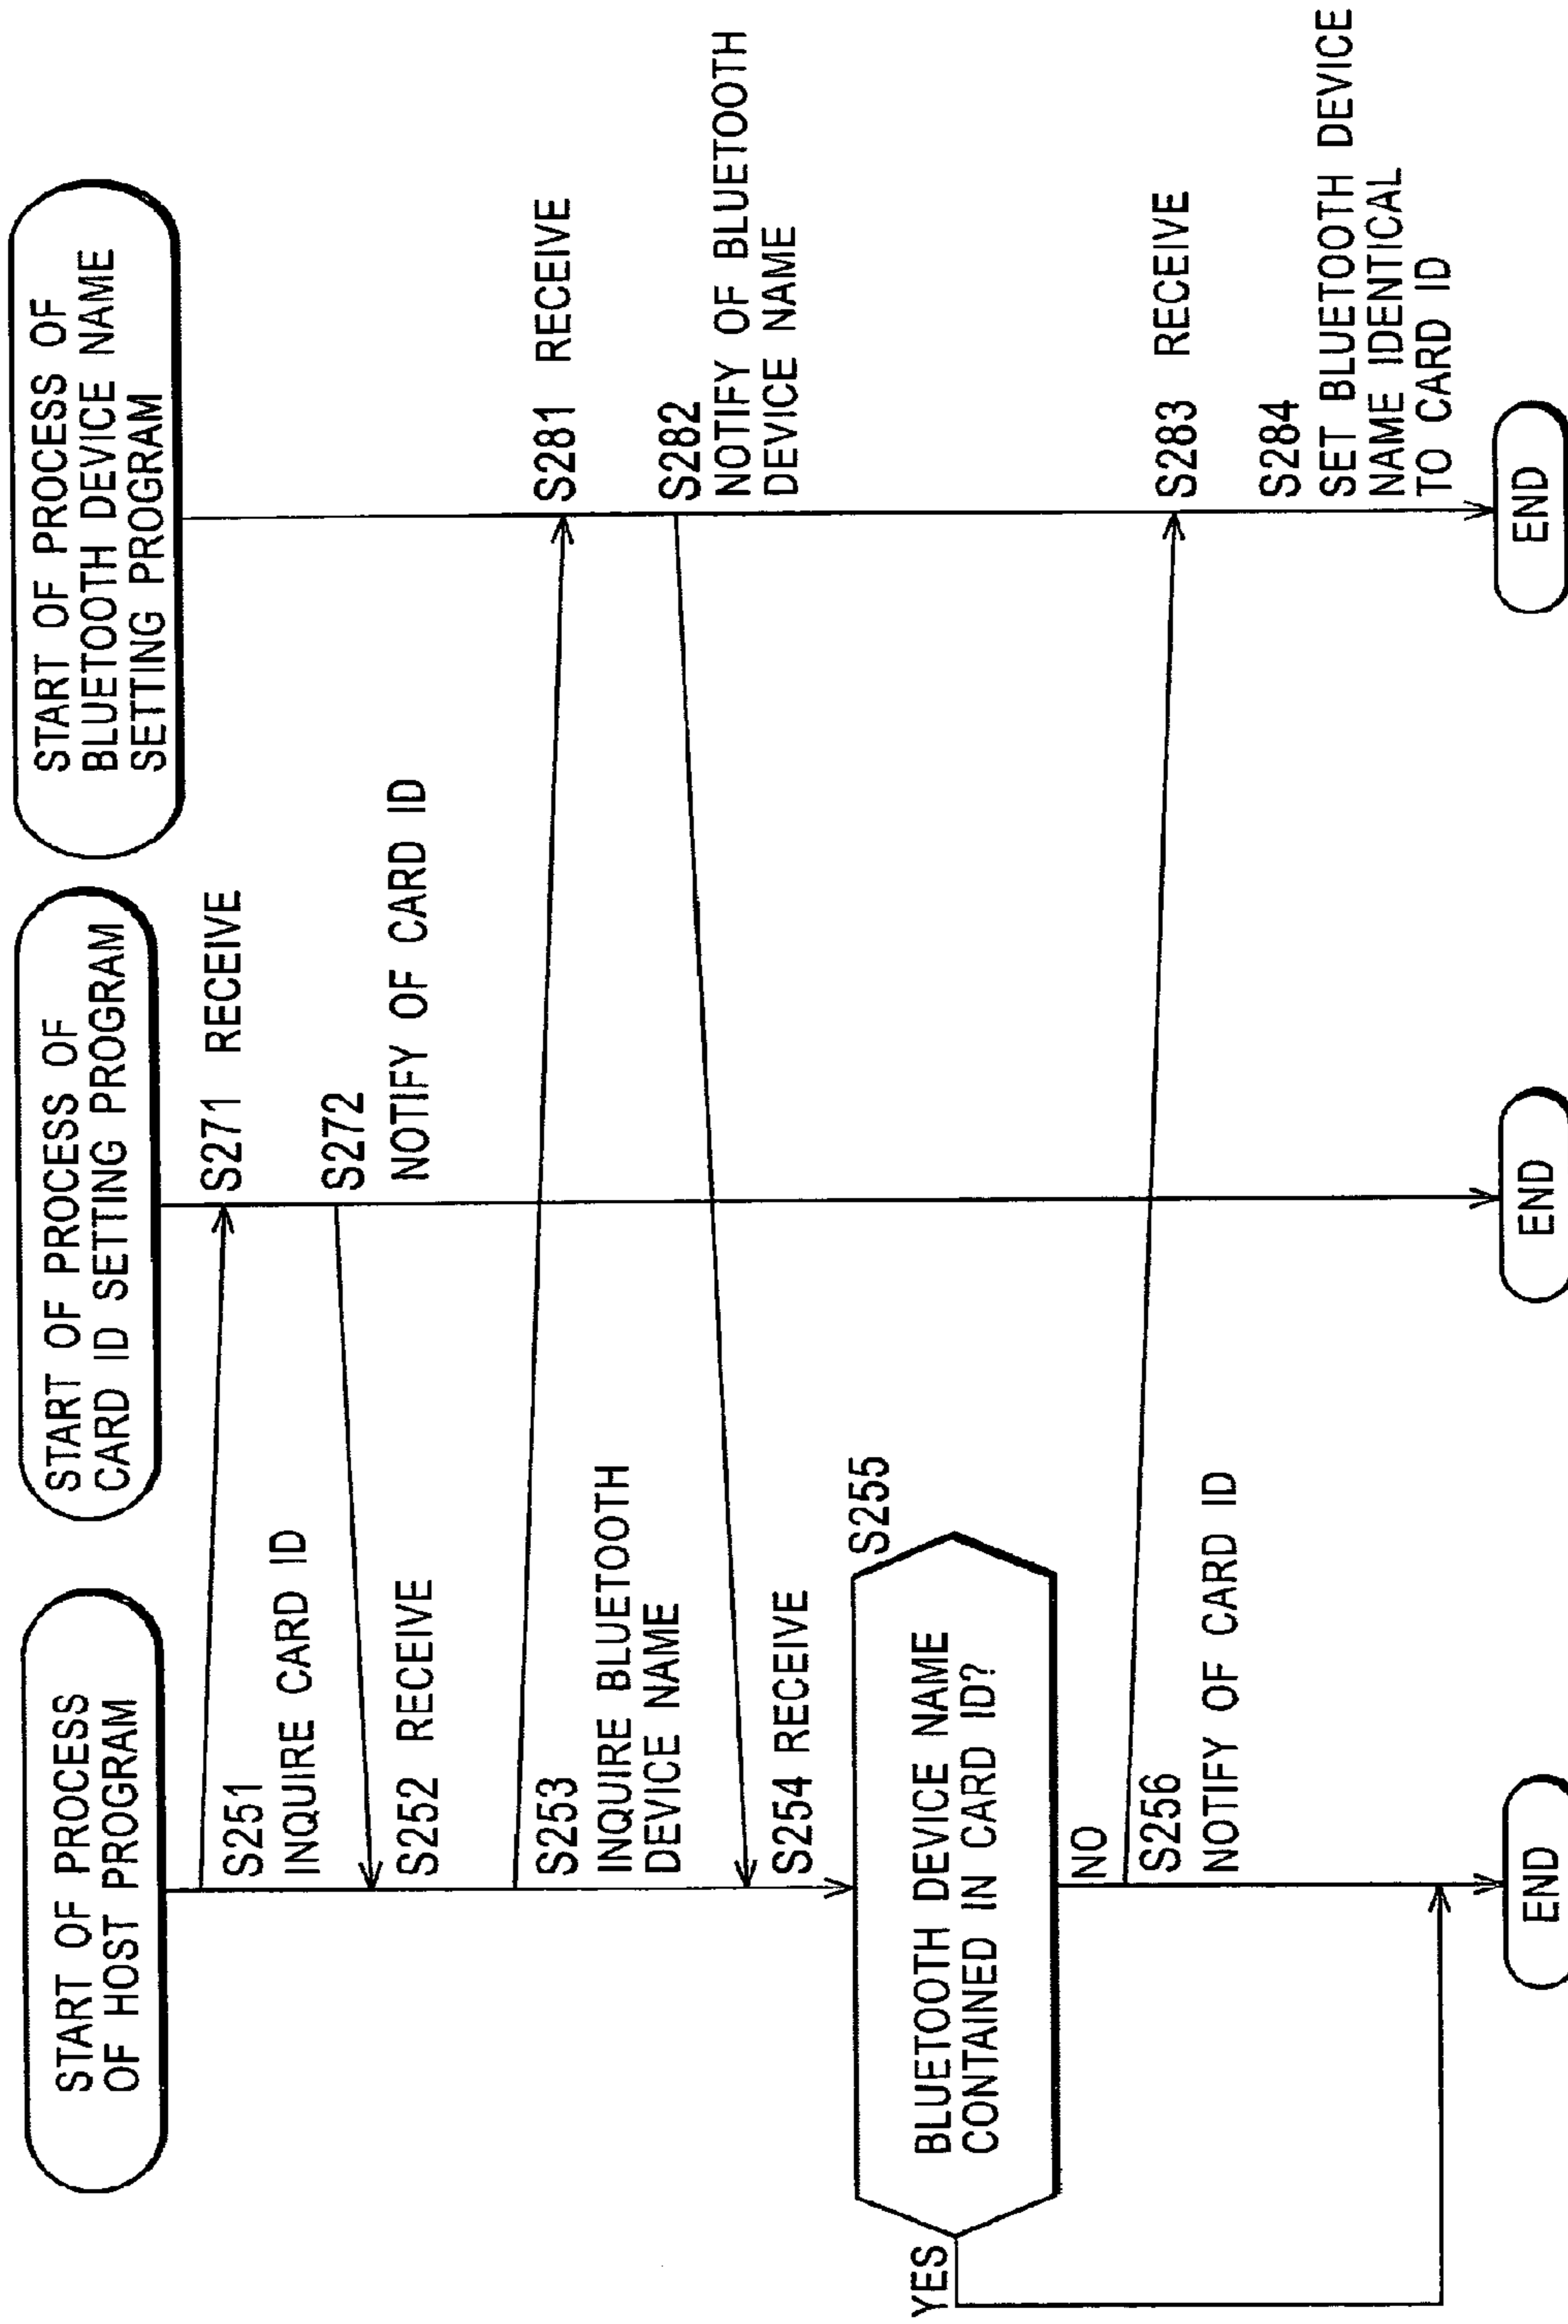 START OF PROCESS
OF HOST PROGRAM
START OF PROCESS OF
CARD ID SETTING PROGRAM
START OF PROCESS OF
BLUETOOTH DEVICE NAME
SETTING PROGRAM
S251
INQUIRE CARD ID
S271 RECEIVE
S272
NOTIFY OF CARD ID
S252 RECEIVE
S253
INQUIRE BLUETOOTH
DEVICE NAME
S281 RECEIVE
S282
NOTIFY OF BLUETOOTH
DEVICE NAME
S254 RECEIVE
S255
BLUETOOTH DEVICE NAME
CONTAINED IN CARD ID?
YES
NO
S256
NOTIFY OF CARD ID
S283 RECEIVE
S284
SET BLUETOOTH DEVICE
NAME IDENTICAL
TO CARD ID
END
END
END